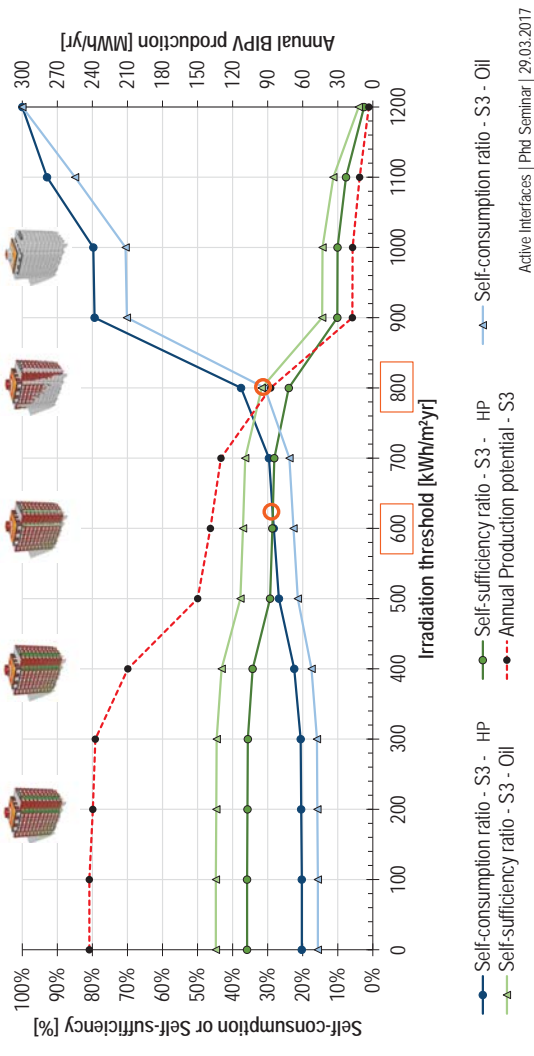 Self-consumption or Self-sufficiency [%]
100%
90%
80%
70%
60%
50%
40%
30%
20%
10%
0%
Annual BIPV production [MWh/yr]
300
270
240
210
180
150
120
90
60
30
0
0 100 200 300 400 500 600 700 800 900 1000 1100 1200
Irradiation threshold [kWh/m²yr]
Self-consumption ratio - S3 - HP
Self-sufficiency ratio - S3 - HP
Self-consumption ratio - S3 - Oil
Self-sufficiency ratio - S3 - Oil
Annual Production potential - S3
Active Interfaces | Phd Seminar | 29.03.2017